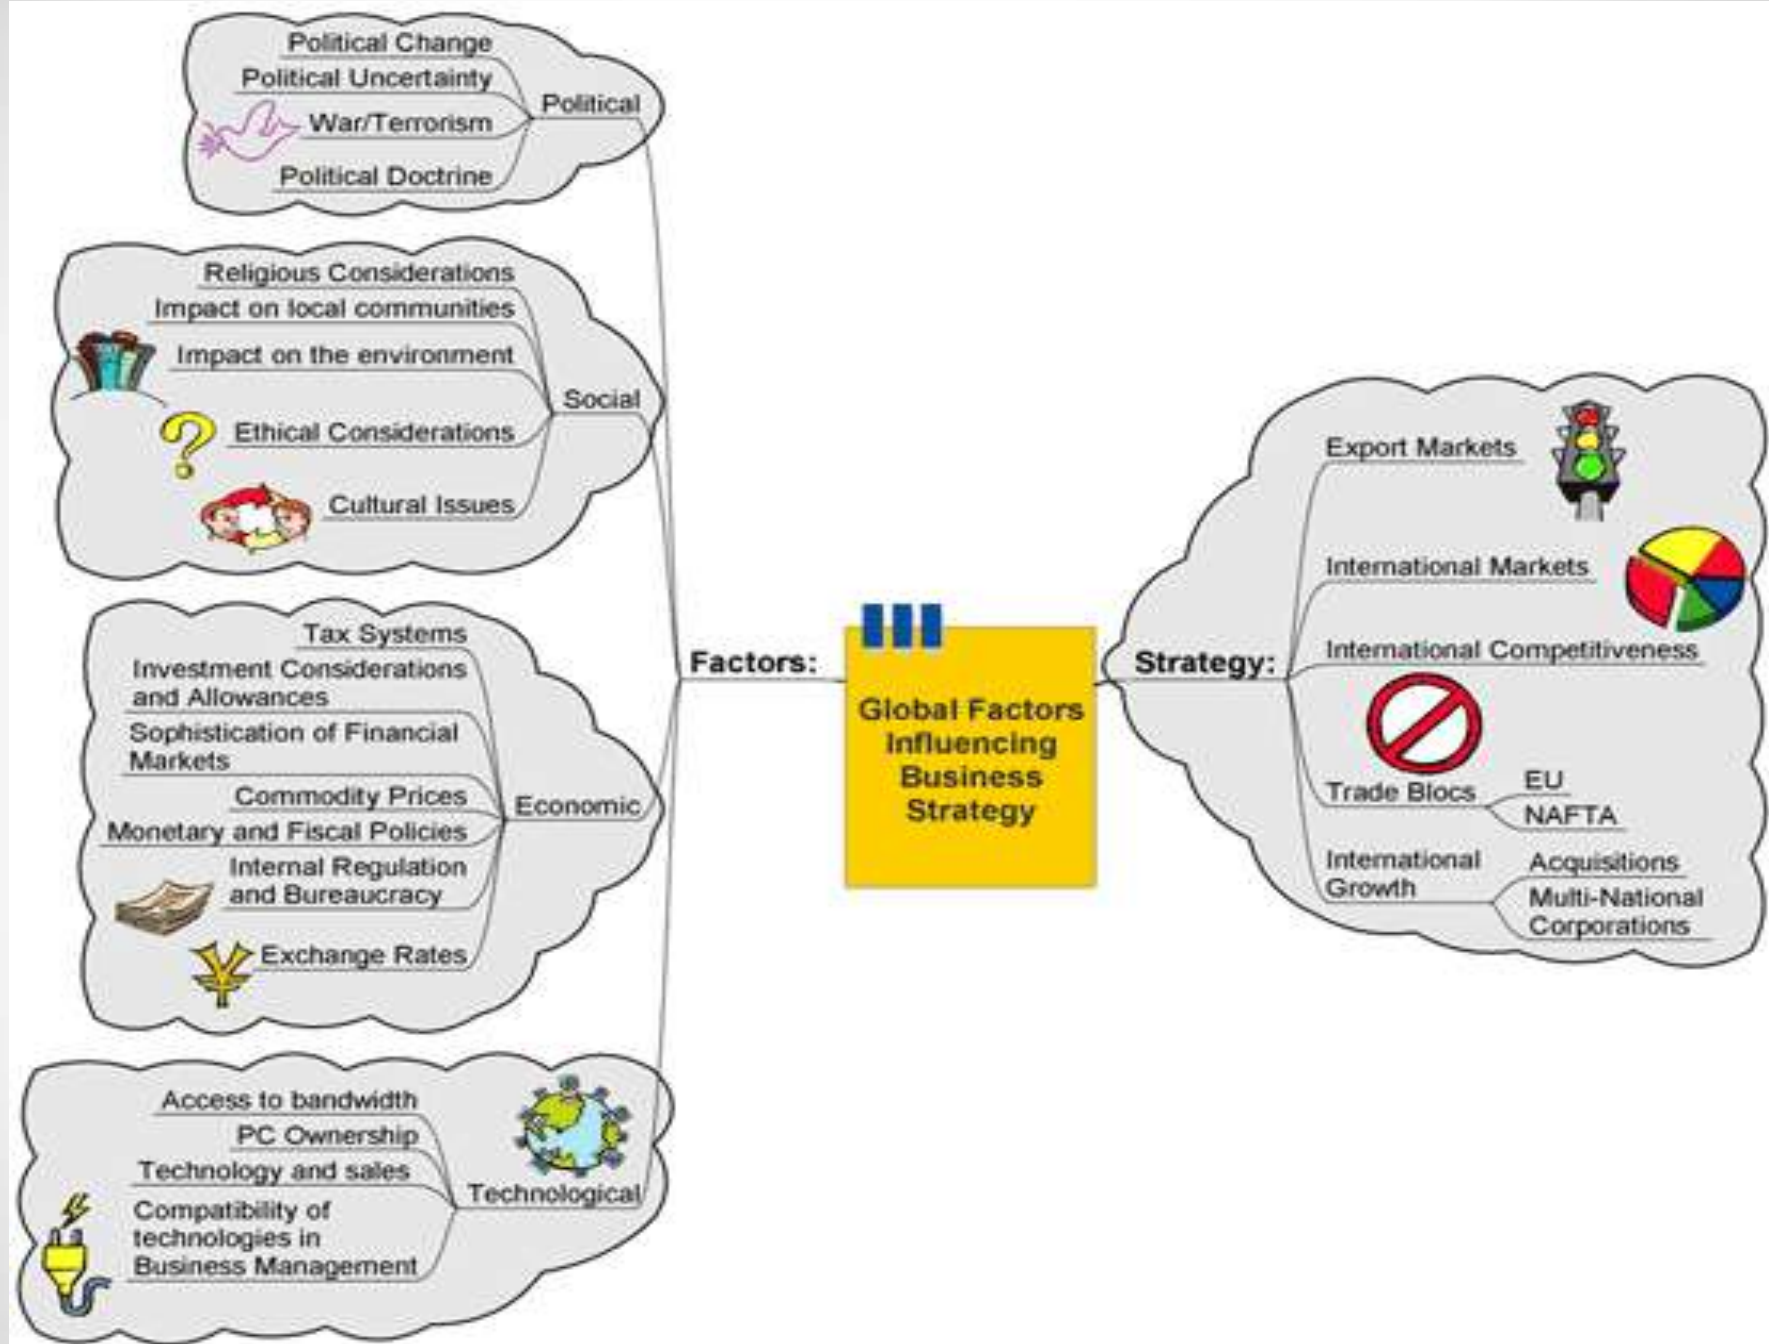 Political Change
Political Uncertainty
War/Terrorism
Political Doctrine
Political
Religious Considerations
Impact on local communities
Impact on the environment
Ethical Considerations
Cultural Issues
Social
Tax Systems
Investment Considerations
and Allowances
Sophistication of Financial
Markets
Commodity Prices
Monetary and Fiscal Policies
Internal Regulation
and Bureaucracy
Exchange Rates
Economic
Access to bandwidth
PC Ownership
Technology and sales
Compatibility of
technologies in
Business Management
Technological
Factors:
Global Factors
Influencing
Business
Strategy
Strategy:
Export Markets
International Markets
International Competitiveness
Trade Blocs
EU
NAFTA
International
Growth
Acquisitions
Multi-National
Corporations